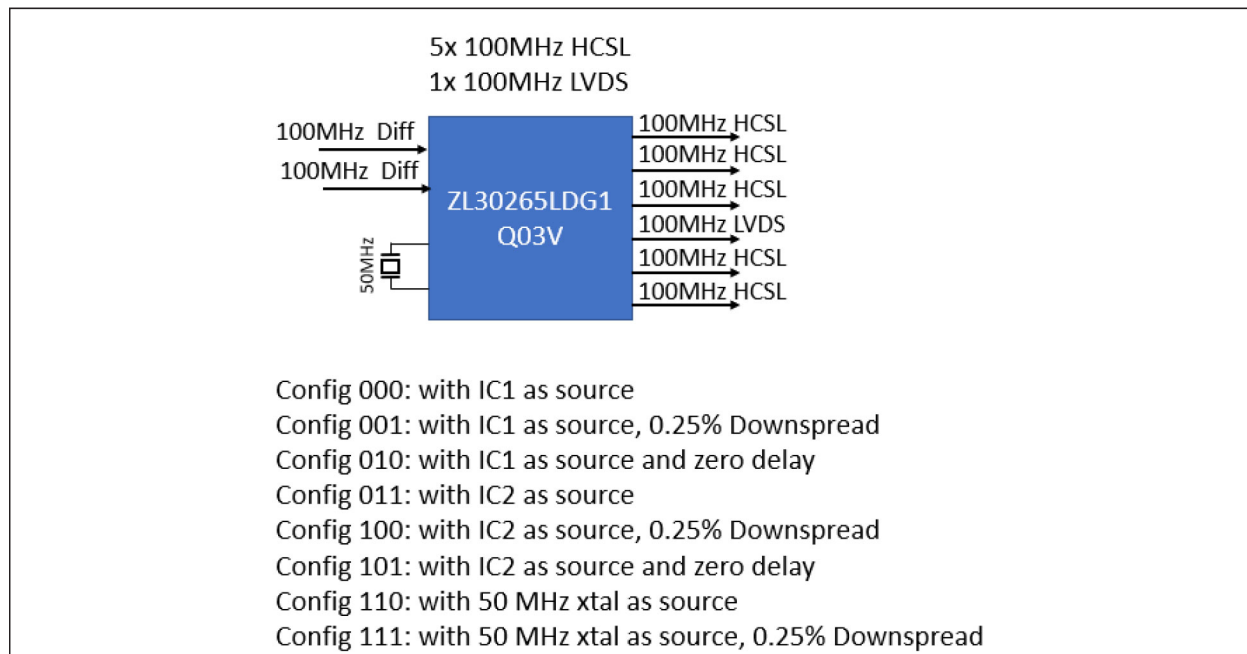 5x 100MHz HCSL
1x 100MHz LVDS
100MHz Diff
100MHz Diff
50MHz
ZL30265LDG1
Q03V
100MHz HCSL
100MHz HCSL
100MHz HCSL
100MHz LVDS
100MHz HCSL
100MHz HCSL
Config 000: with IC1 as source
Config 001: with IC1 as source, 0.25% Downspread
Config 010: with IC1 as source and zero delay
Config 011: with IC2 as source
Config 100: with IC2 as source, 0.25% Downspread
Config 101: with IC2 as source and zero delay
Config 110: with 50 MHz xtal as source
Config 111: with 50 MHz xtal as source, 0.25% Downspread